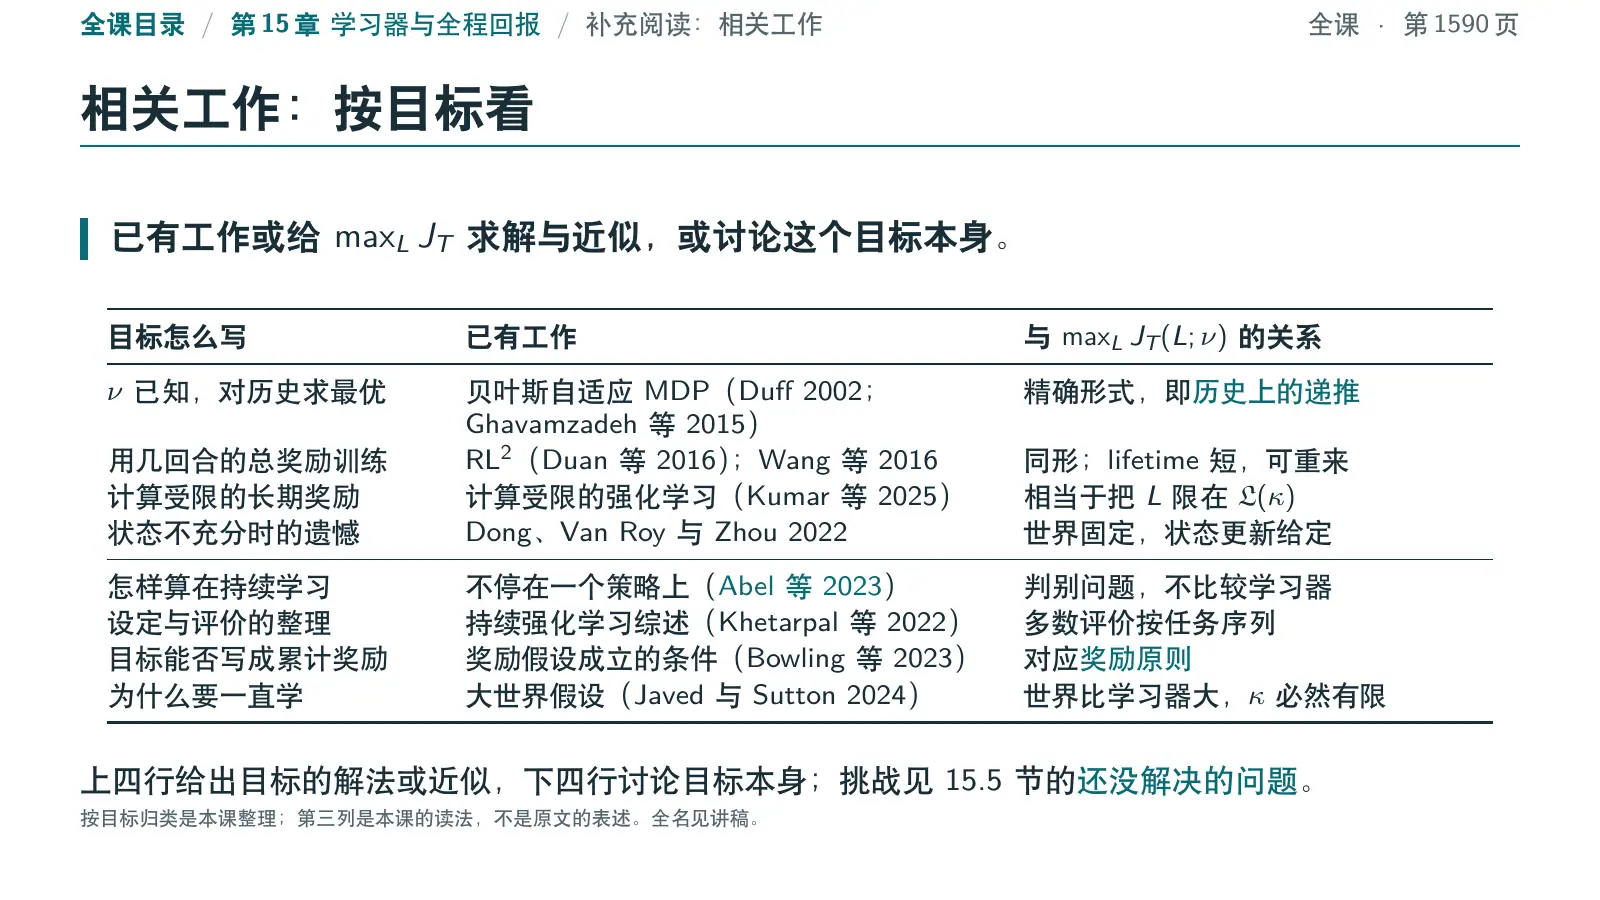 全课目录 / 第 15 章 学习器与全程回报 / 补充阅读：相关工作
全课 · 第 1590 页
相关工作：按目标看
已有工作或给 max_L J_T 求解与近似，或讨论这个目标本身。
目标怎么写 已有工作 与 max_L J_T(L; ν) 的关系
ν 已知，对历史求最优 贝叶斯自适应 MDP（Duff 2002； 精确形式，即历史上的递推
Ghavamzadeh 等 2015）
用几回合的总奖励训练 RL²（Duan 等 2016）；Wang 等 2016 同形；lifetime 短，可重来
计算受限的长期奖励 计算受限的强化学习（Kumar 等 2025） 相当于把 L 限在 𝔏(κ)
状态不充分时的遗憾 Dong、Van Roy 与 Zhou 2022 世界固定，状态更新给定
怎样算在持续学习 不停在一个策略上（Abel 等 2023） 判别问题，不比较学习器
设定与评价的整理 持续强化学习综述（Khetarpal 等 2022） 多数评价按任务序列
目标能否写成累计奖励 奖励假设成立的条件（Bowling 等 2023） 对应奖励原则
为什么要一直学 大世界假设（Javed 与 Sutton 2024） 世界比学习器大，κ 必然有限
上四行给出目标的解法或近似，下四行讨论目标本身；挑战见 15.5 节的还没解决的问题。
按目标归类是本课整理；第三列是本课的读法，不是原文的表述。全名见讲稿。